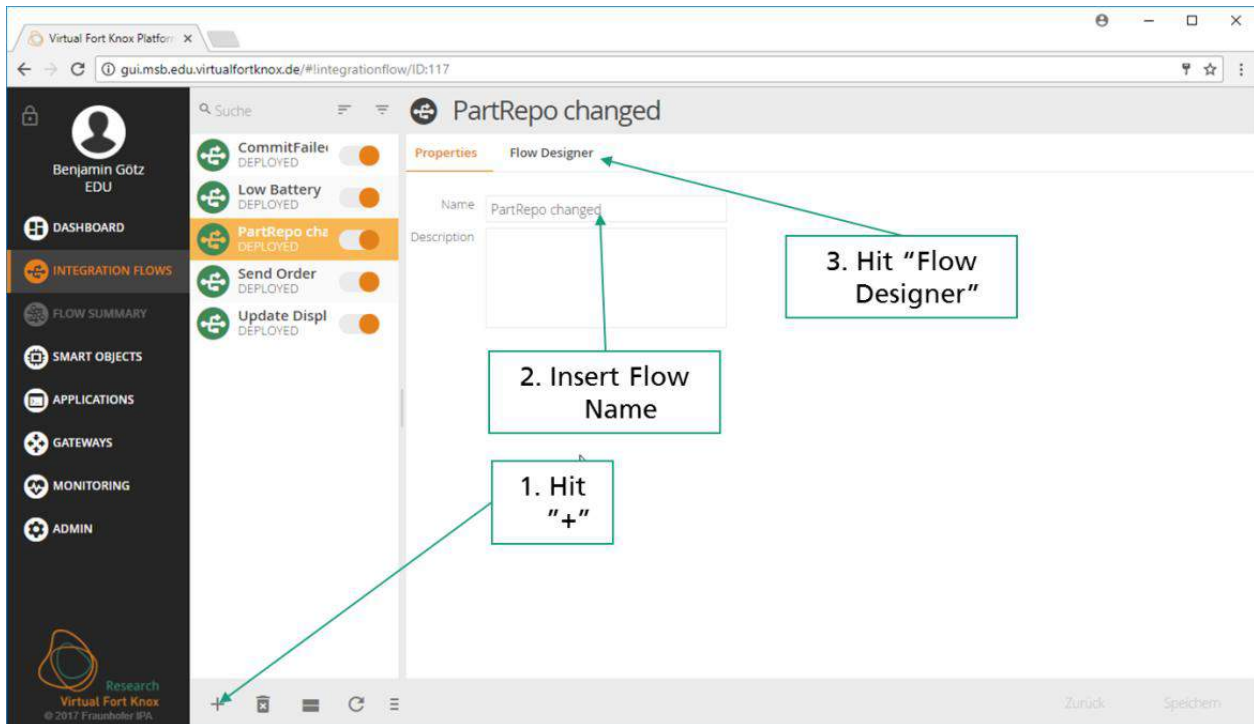 Virtual Fort Knox Platforr
gui.msb.edu.virtualfortknox.de/#!integrationflow/ID:117
Benjamin Götz
EDU
DASHBOARD
INTEGRATION FLOWS
FLOW SUMMARY
SMART OBJECTS
APPLICATIONS
GATEWAYS
MONITORING
ADMIN
Research
Virtual Fort Knox
© 2017 Fraunhofer IPA
Suche
CommitFailer
DEPLOYED
Low Battery
DEPLOYED
PartRepo cha
DEPLOYED
Send Order
DEPLOYED
Update Displ
DEPLOYED
PartRepo changed
Properties Flow Designer
Name PartRepo changed
Description
3. Hit "Flow
Designer"
2. Insert Flow
Name
1. Hit
"+"
Zurück Speichern